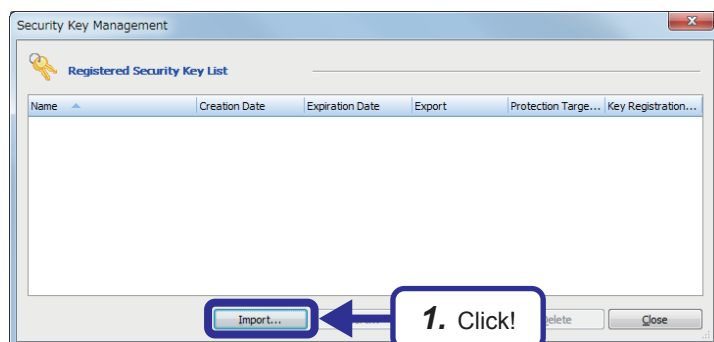 Security Key Management
Registered Security Key List
Name Creation Date Expiration Date Export Protection Targe... Key Registration...
Import... 1. Click! Close